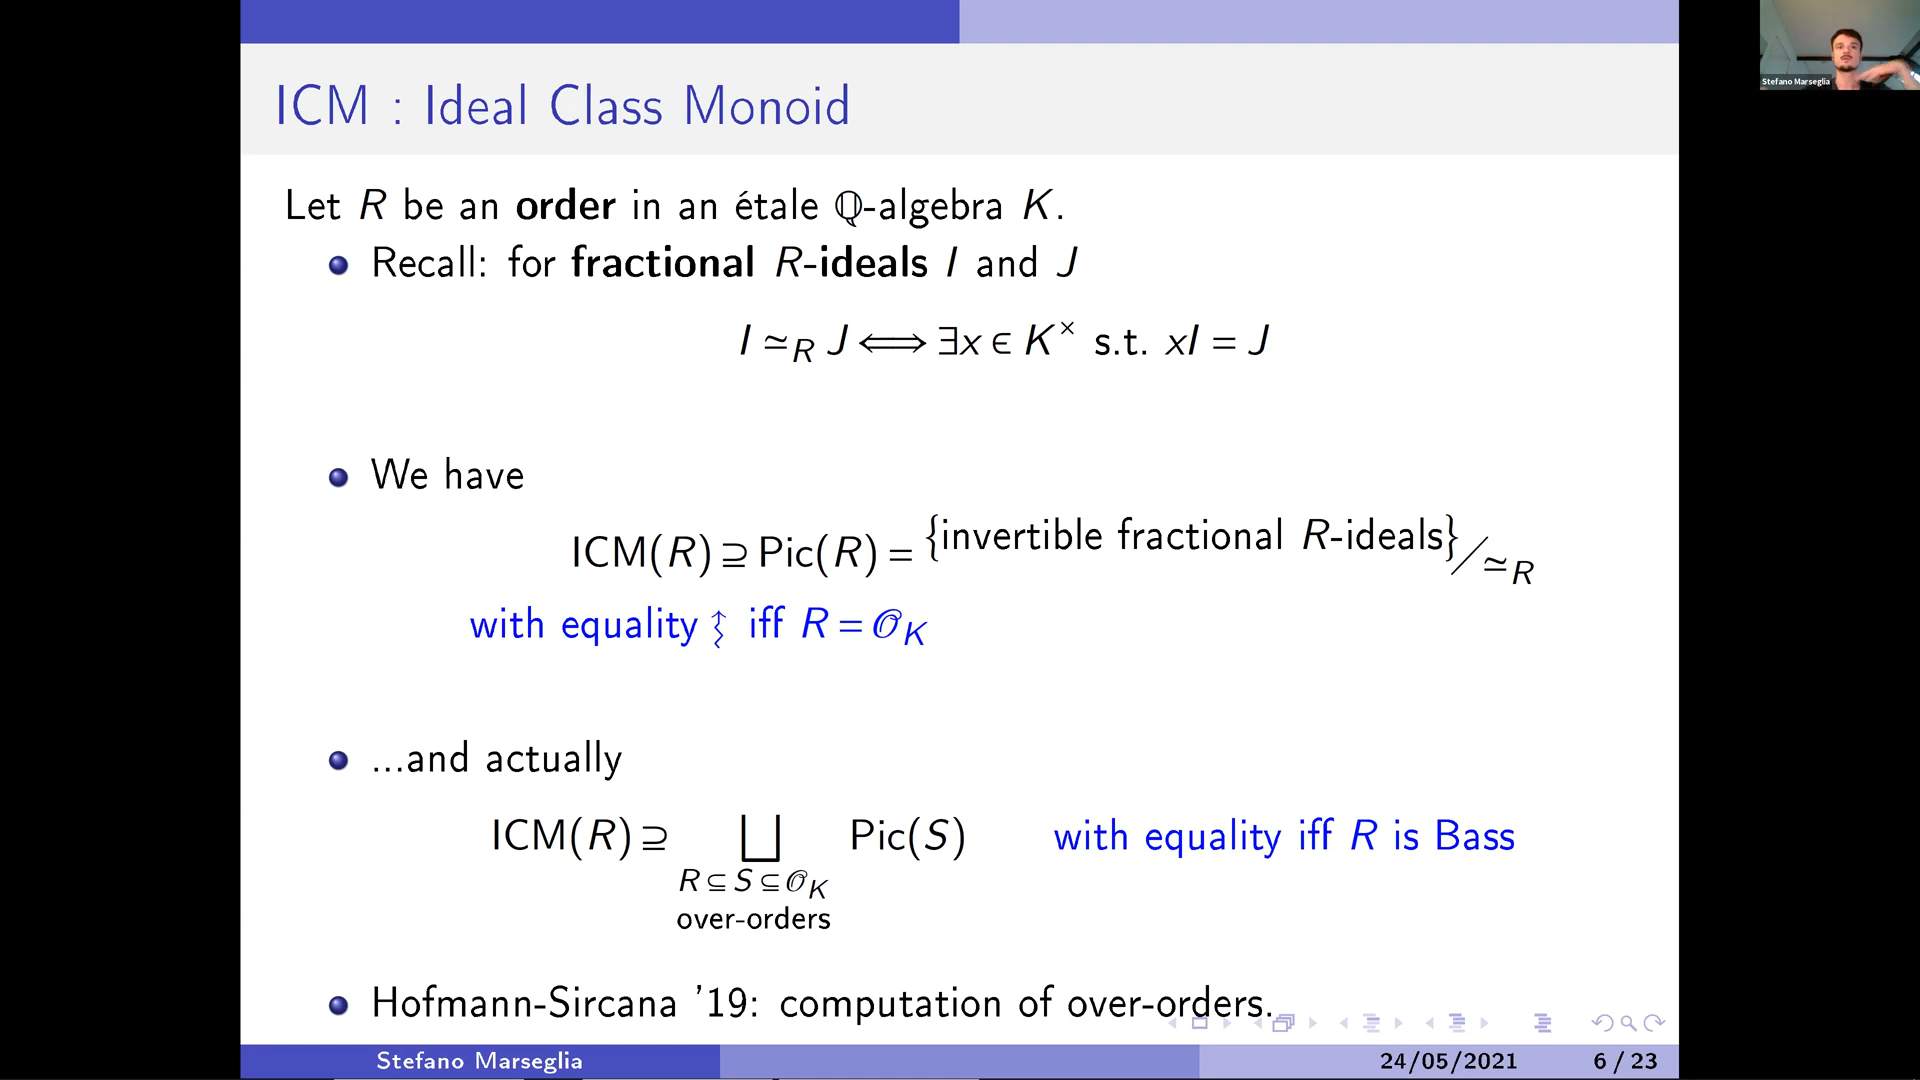 ICM : Ideal Class Monoid
Stefano Marseglia
Let R be an order in an étale ℚ-algebra K.
Recall: for fractional R-ideals I and J
I ≃_R J ⟺ ∃x ∈ K^× s.t. xI = J
We have
ICM(R) ⊇ Pic(R) = {invertible fractional R-ideals}/≃_R
with equality iff R = 𝒪_K
...and actually
ICM(R) ⊇ ⨆ Pic(S) with equality iff R is Bass
R ⊆ S ⊆ 𝒪_K
over-orders
Hofmann-Sircana '19: computation of over-orders.
Stefano Marseglia 24/05/2021 6 / 23